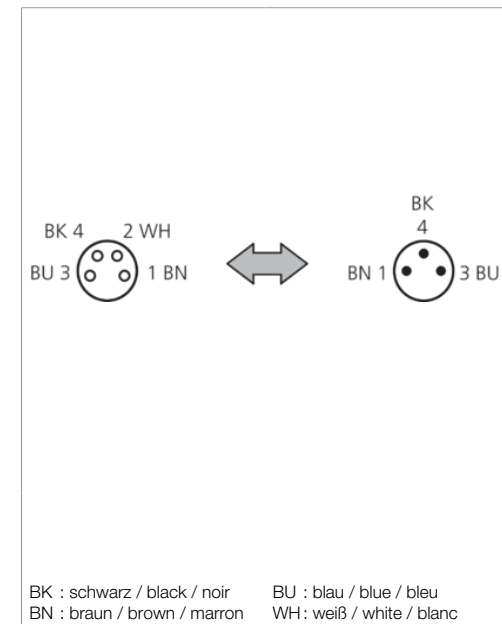 BK
BK 4 2 WH
4
BU 3 1 BN
BN 1 3 BU
BK : schwarz / black / noir BU : blau / blue / bleu
BN : braun / brown / marron WH : weiß / white / blanc